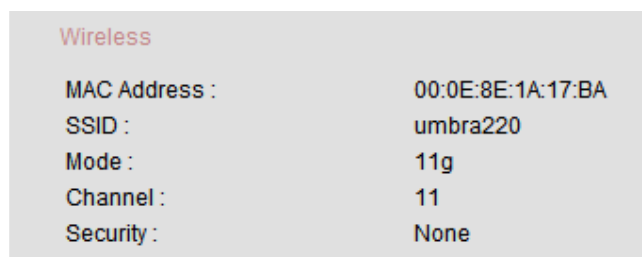 Wireless
MAC Address : 00:0E:8E:1A:17:BA
SSID : umbra220
Mode : 11g
Channel : 11
Security : None